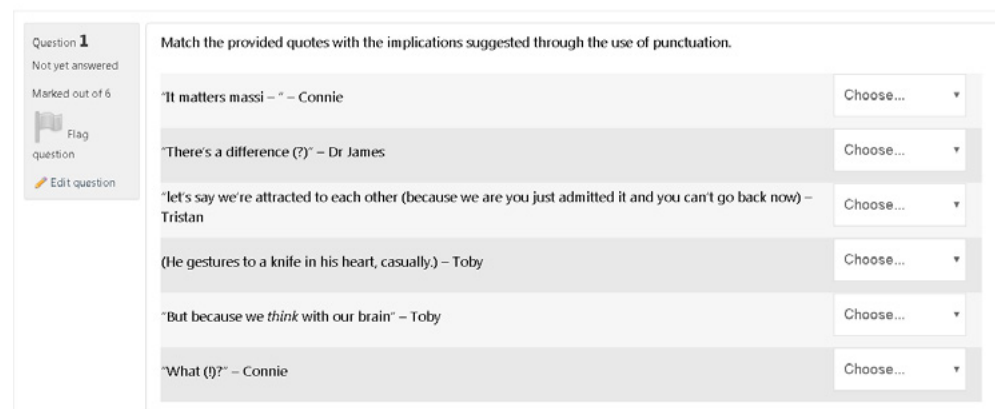 Question 1
Not yet answered
Marked out of 6
Flag
question
Edit question
Match the provided quotes with the implications suggested through the use of punctuation.
"It matters massi – " – Connie
Choose...
"There's a difference (?)" – Dr James
Choose...
"let's say we're attracted to each other (because we are you just admitted it and you can't go back now) –
Tristan
Choose...
(He gestures to a knife in his heart, casually.) – Toby
Choose...
"But because we think with our brain" – Toby
Choose...
"What (!)?" – Connie
Choose...